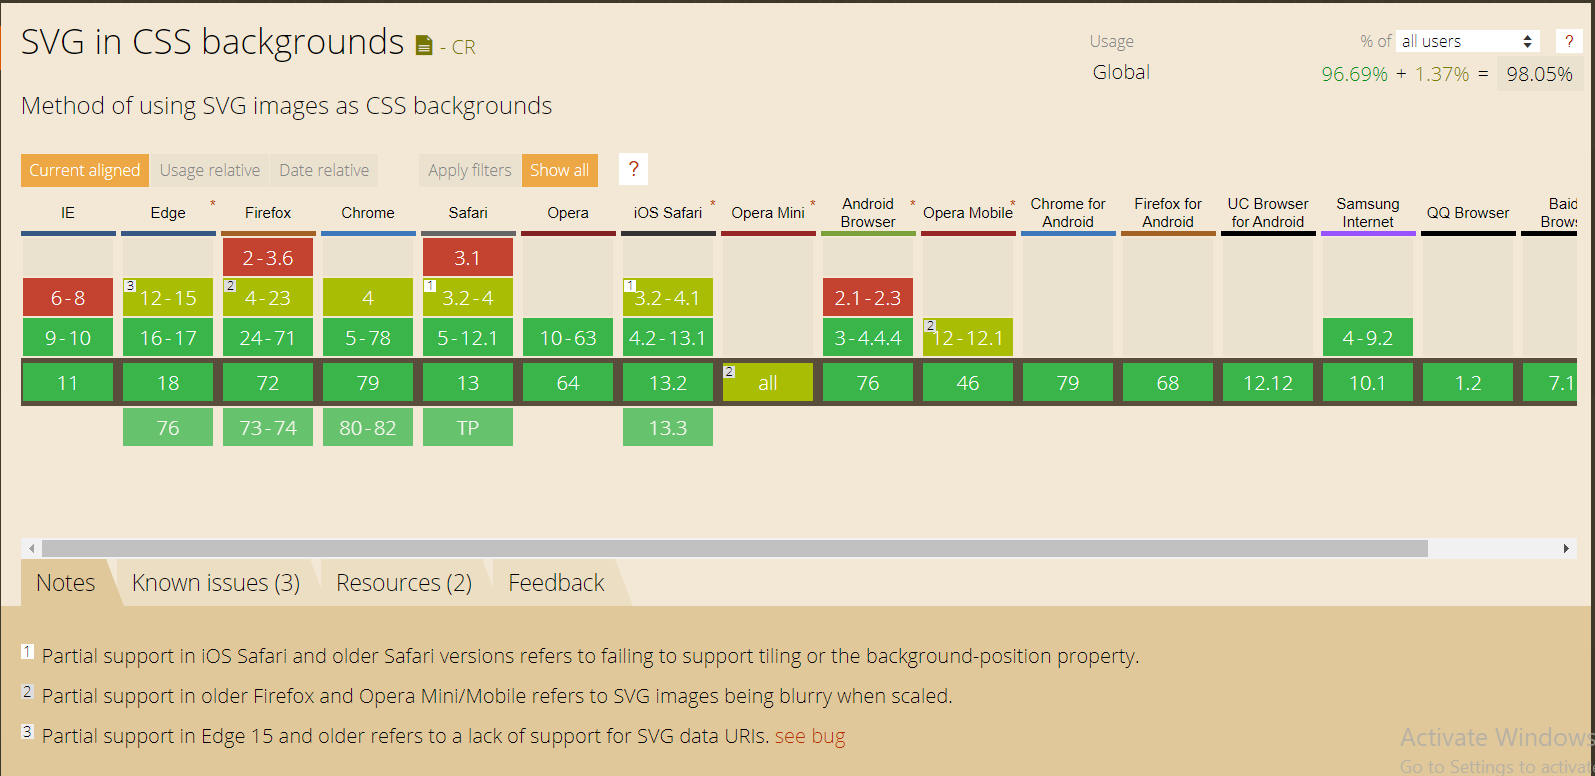 SVG in CSS backgrounds - CR
Usage % of all users ?
Global 96.69% + 1.37% = 98.05%
Method of using SVG images as CSS backgrounds
Current aligned Usage relative Date relative Apply filters Show all ?
IE Edge * Firefox Chrome Safari Opera iOS Safari * Opera Mini * Android Browser * Opera Mobile * Chrome for Android Firefox for Android UC Browser for Android Samsung Internet QQ Browser Baid Brows
2-3.6 3.1
6-8 3 12-15 2 4-23 4 1 3.2-4 1 3.2-4.1 2.1-2.3
9-10 16-17 24-71 5-78 5-12.1 10-63 4.2-13.1 3-4.4.4 2 12-12.1 4-9.2
11 18 72 79 13 64 13.2 2 all 76 46 79 68 12.12 10.1 1.2 7.1
76 73-74 80-82 TP 13.3
Notes Known issues (3) Resources (2) Feedback
1 Partial support in iOS Safari and older Safari versions refers to failing to support tiling or the background-position property.
2 Partial support in older Firefox and Opera Mini/Mobile refers to SVG images being blurry when scaled.
3 Partial support in Edge 15 and older refers to a lack of support for SVG data URIs. see bug
Activate Windows
Go to Settings to activat